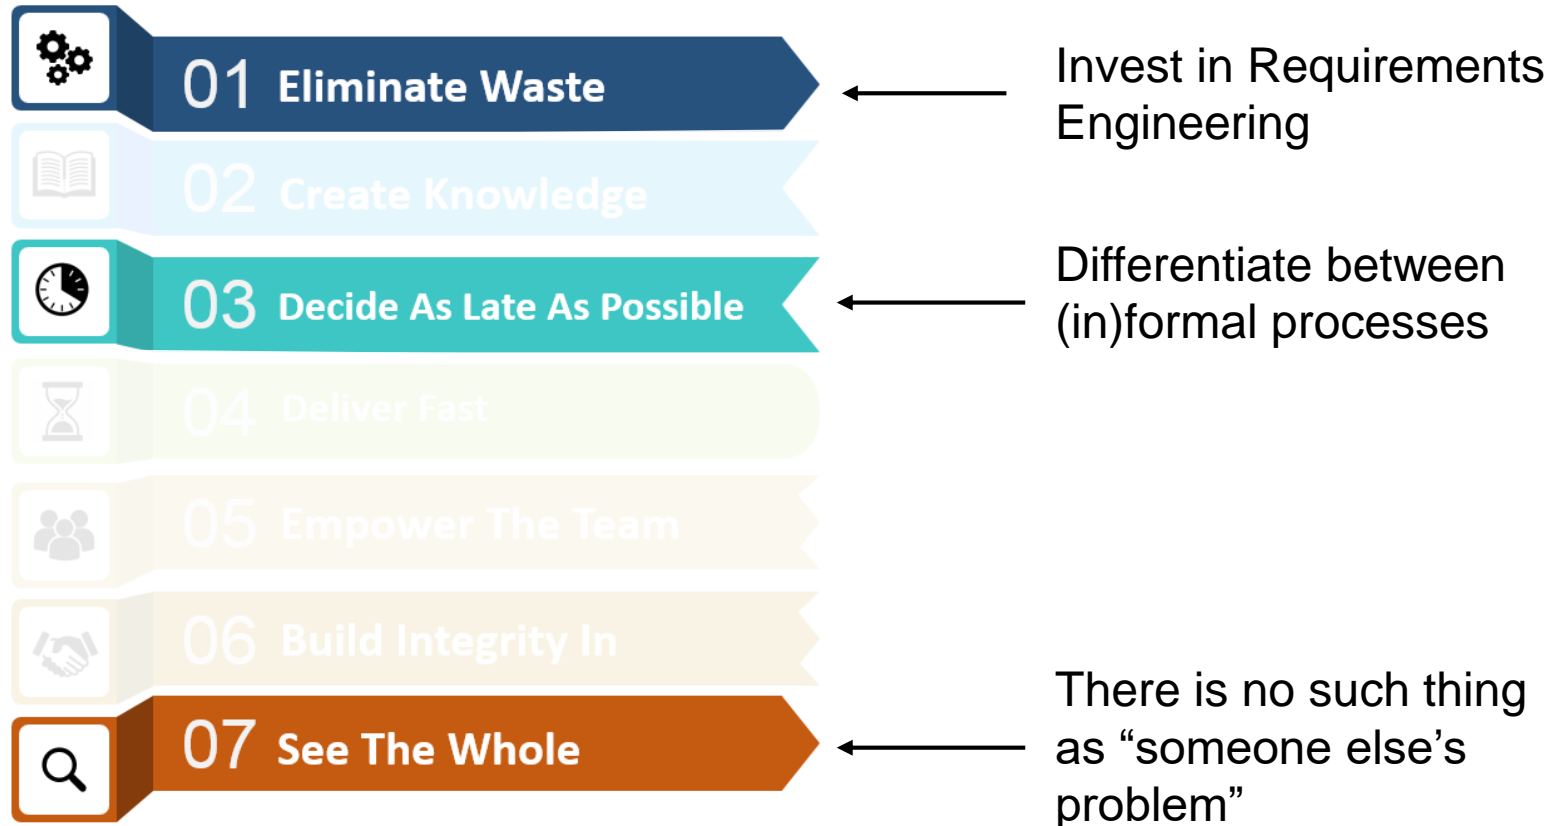 01 Eliminate Waste
Invest in Requirements
Engineering
02 Create Knowledge
03 Decide As Late As Possible
Differentiate between
(in)formal processes
04 Deliver Fast
05 Empower The Team
06 Build Integrity In
07 See The Whole
There is no such thing
as “someone else’s
problem”